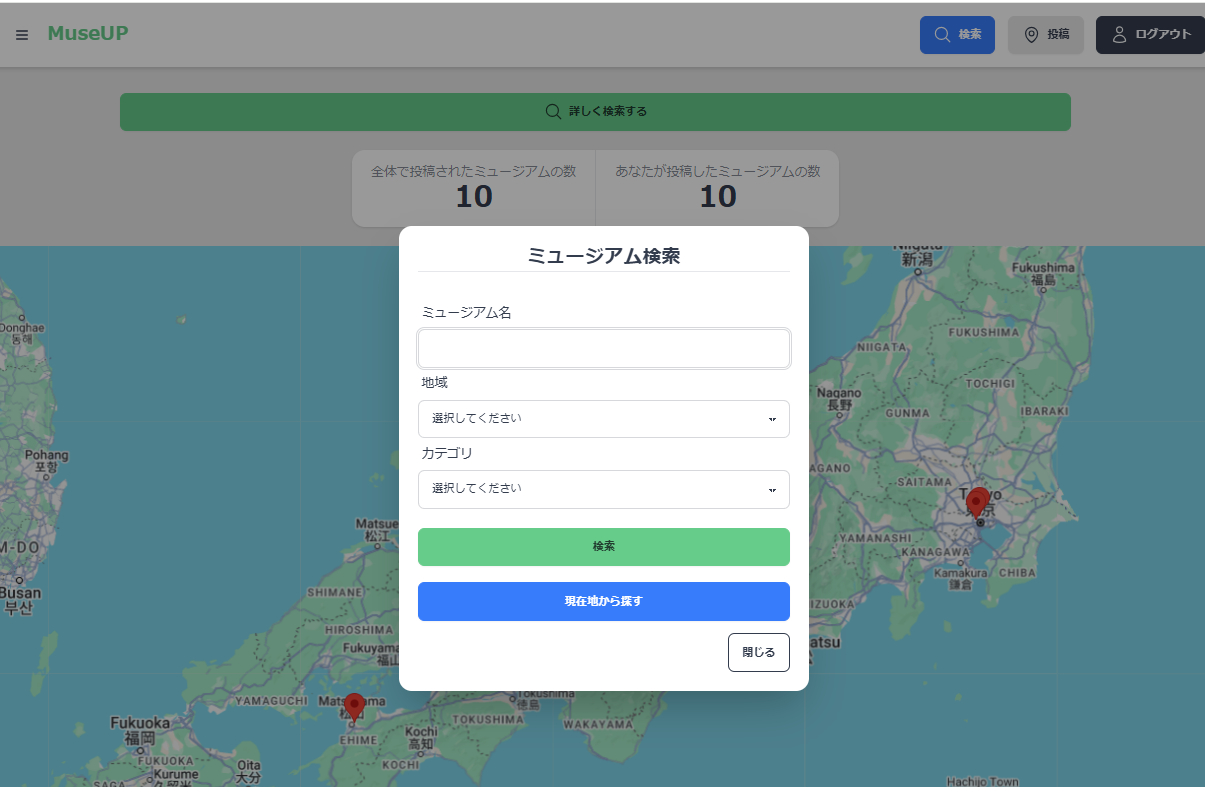 MuseUP
検索
投稿
ログアウト
詳しく検索する
全体で投稿されたミュージアムの数
10
あなたが投稿したミュージアムの数
10
ミュージアム検索
ミュージアム名
地域
選択してください
カテゴリ
選択してください
検索
現在地から探す
閉じる
Donghae
동해
Pohang
포항
M-DO
Busan
부산
Niigata
新潟
Fukushima
福島
FUKUSHIMA
NIIGATA
TOCHIGI
Nagano
長野
GUNMA
IBARAKI
AGANO
SAITAMA
YAMANASHI
KANAGAWA
Kamakura
鎌倉
CHIBA
IZUOKA
atsu
Matsue
松江
SHIMANE
HIROSHIMA
Fukuyama
福山
YAMAGUCHI
Fukuoka
福岡
FUKUOKA
Kurume
久留米
SAGA
Oita
大分
EHIME
Kochi
高知
KOCHI
Tokushima
徳島
TOKUSHIMA
WAKAYAMA
Hachijo Town